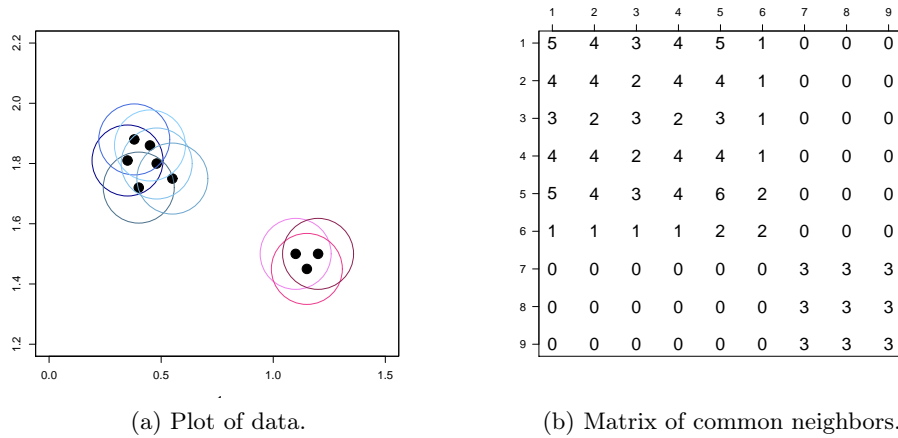 1 2 3 4 5 6 7 8 9
2.2
2.0
1.8
1.6
1.4
1.2
0.0 0.5 1.0 1.5
1 5 4 3 4 5 1 0 0 0
2 4 4 2 4 4 1 0 0 0
3 3 2 3 2 3 1 0 0 0
4 4 4 2 4 4 1 0 0 0
5 5 4 3 4 6 2 0 0 0
6 1 1 1 1 2 2 0 0 0
7 0 0 0 0 0 0 3 3 3
8 0 0 0 0 0 0 3 3 3
9 0 0 0 0 0 0 3 3 3
(a) Plot of data.
(b) Matrix of common neighbors.